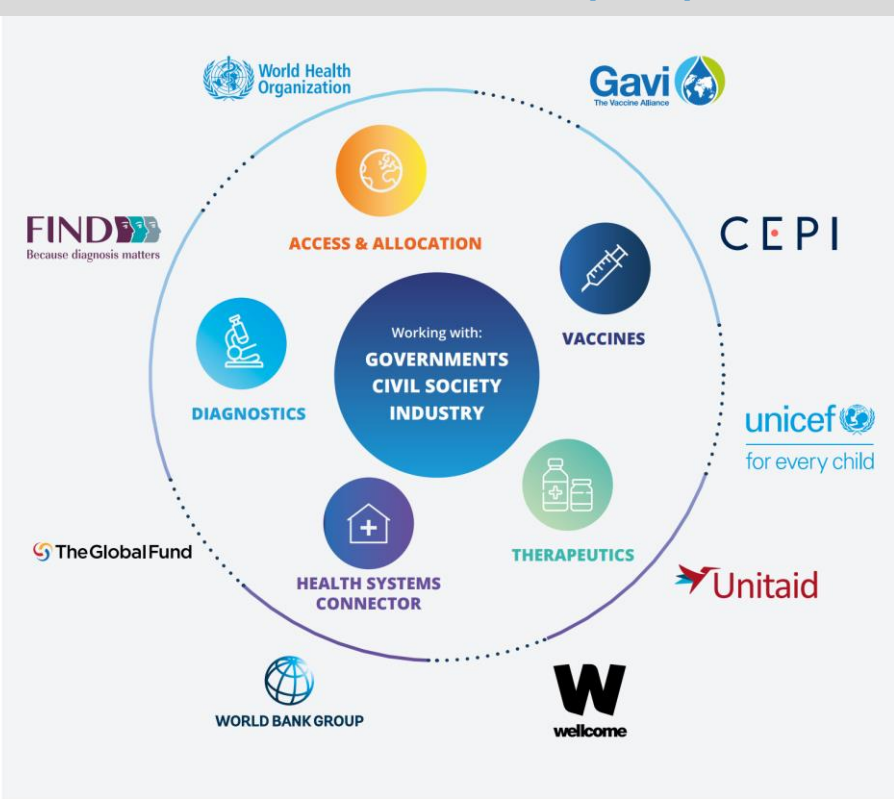 World Health
Organization
Gavi
The Vaccine Alliance
FIND
Because diagnosis matters
ACCESS & ALLOCATION
CEPI
VACCINES
Working with:
GOVERNMENTS
CIVIL SOCIETY
INDUSTRY
DIAGNOSTICS
unicef
for every child
THERAPEUTICS
The Global Fund
HEALTH SYSTEMS
CONNECTOR
Unitaid
WORLD BANK GROUP
W
wellcome